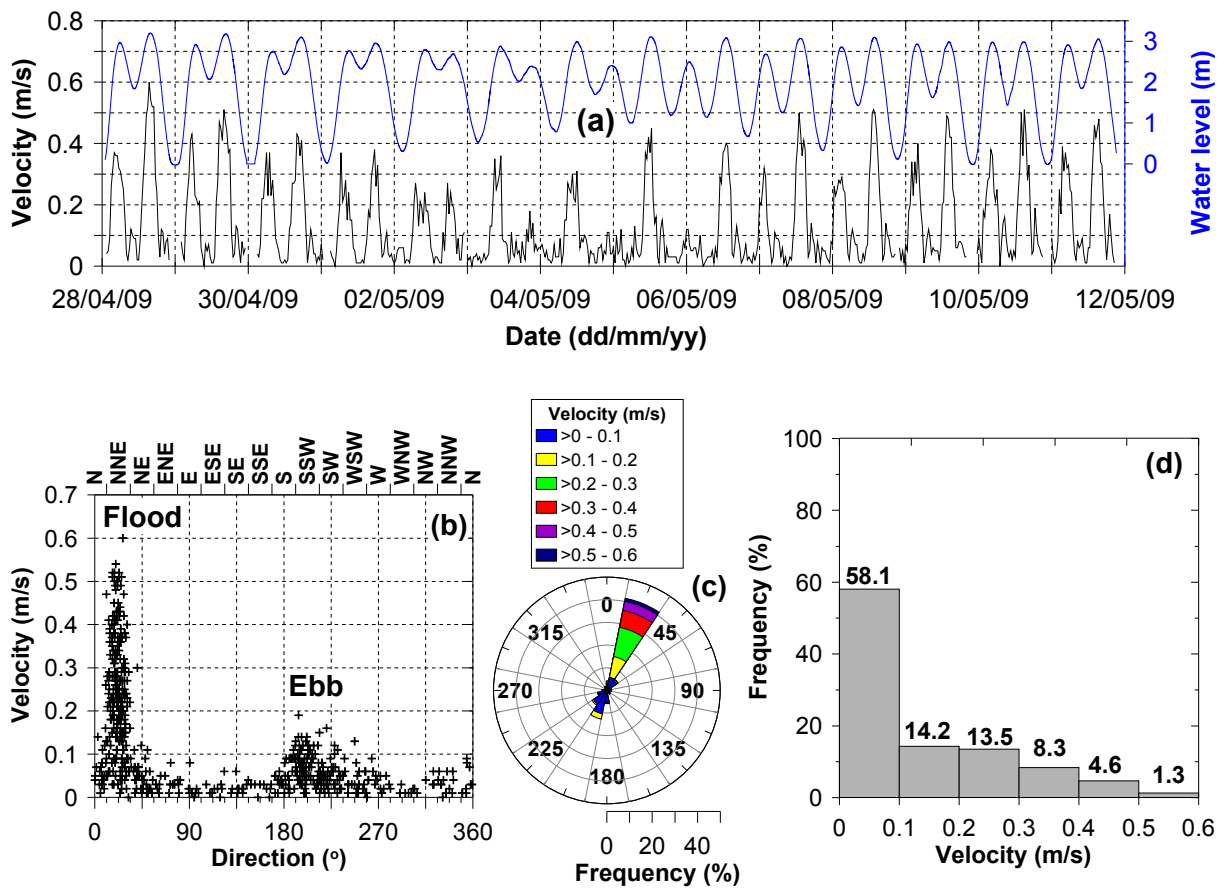 0.8
0.6
0.4
0.2
0
Velocity (m/s)
(a)
3
2
1
0
Water level (m)
28/04/09 30/04/09 02/05/09 04/05/09 06/05/09 08/05/09 10/05/09 12/05/09
Date (dd/mm/yy)
N NNE NE ENE E ESE SE SSE S SSW SW WSW W WNW NW NNW N
0.7
0.6
0.5
0.4
0.3
0.2
0.1
0
Velocity (m/s)
Flood
(b)
Ebb
0 90 180 270 360
Direction (º)
Velocity (m/s)
>0 - 0.1
>0.1 - 0.2
>0.2 - 0.3
>0.3 - 0.4
>0.4 - 0.5
>0.5 - 0.6
(c)
0
315 45
270 90
225 135
180
0 20 40
Frequency (%)
100
80
60
40
20
0
Frequency (%)
(d)
58.1
14.2
13.5
8.3
4.6
1.3
0 0.1 0.2 0.3 0.4 0.5 0.6
Velocity (m/s)